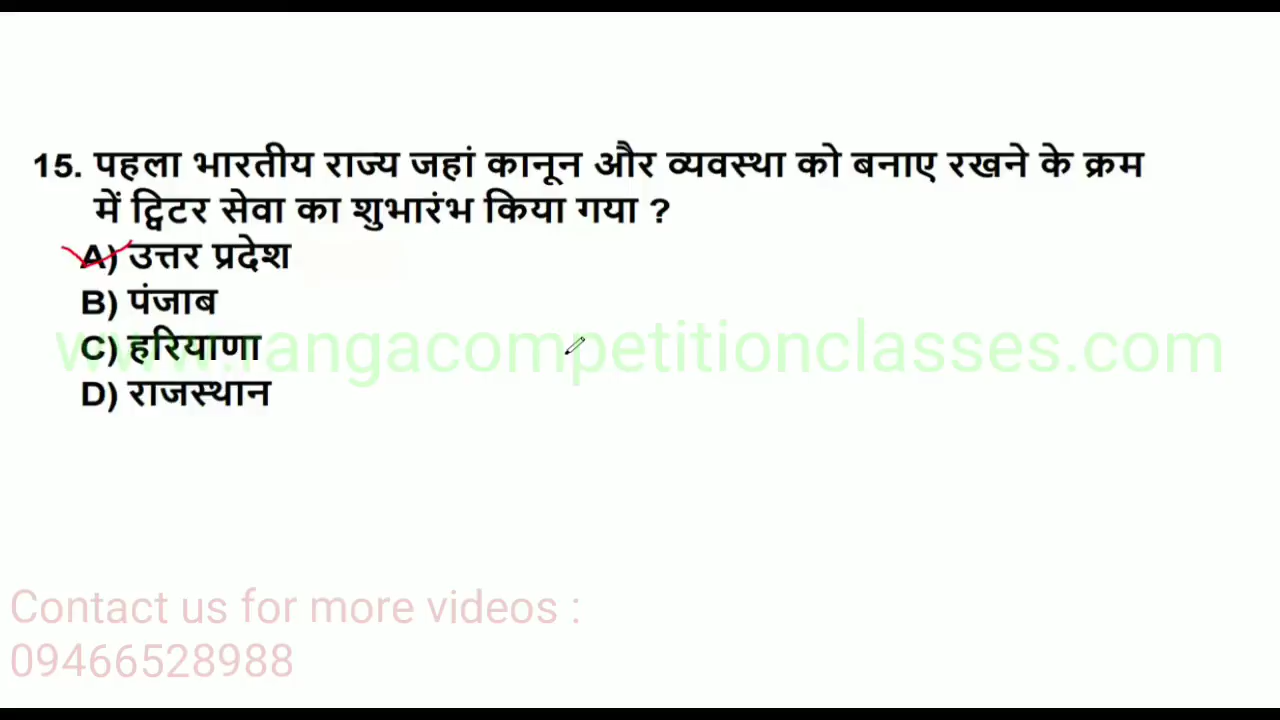 15. पहला भारतीय राज्य जहां कानून और व्यवस्था को बनाए रखने के क्रम
में ट्विटर सेवा का शुभारंभ किया गया ?
A) उत्तर प्रदेश
B) पंजाब
C) हरियाणा
www.rangacompetitionclasses.com
D) राजस्थान
Contact us for more videos :
09466528988